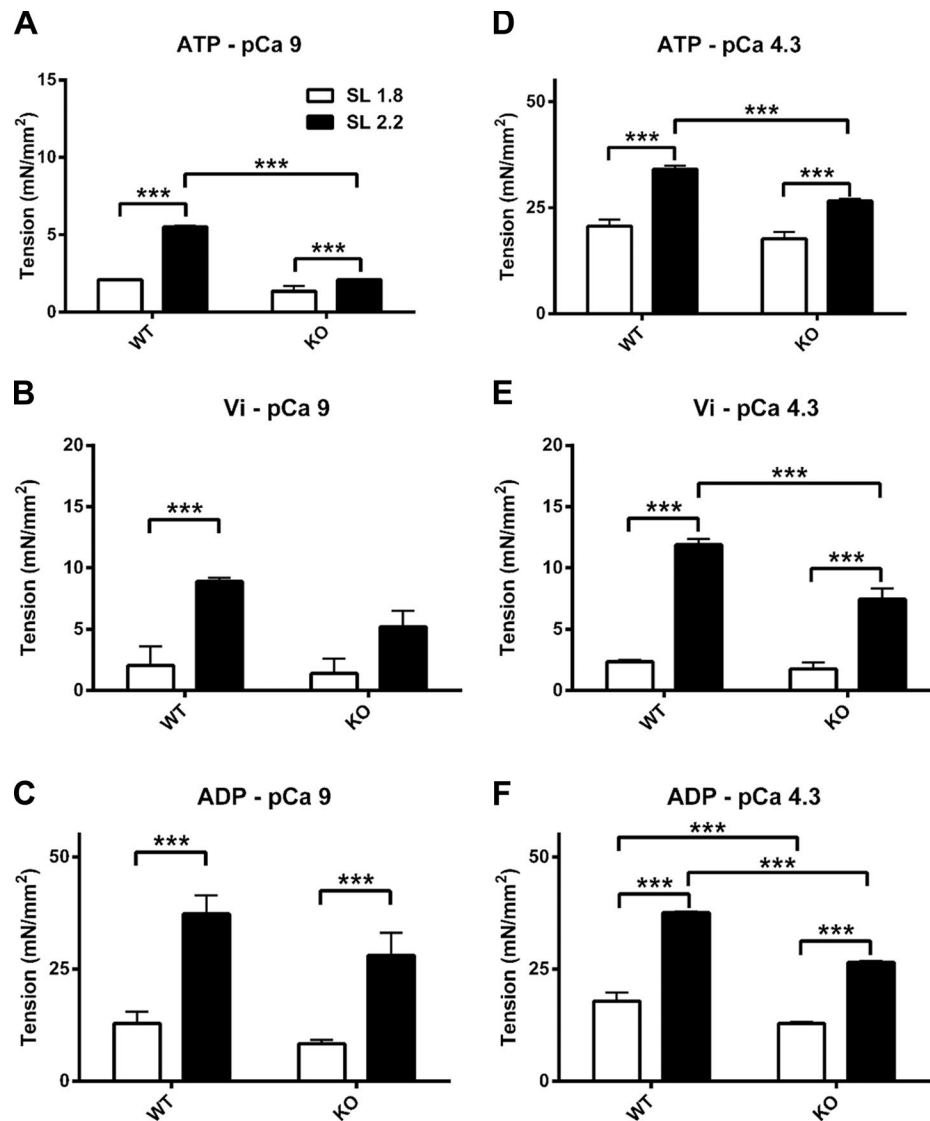 A
ATP - pCa 9
Tension (mN/mm²)
15
10
5
0
SL 1.8
SL 2.2
***
***
***
WT
KO
D
ATP - pCa 4.3
Tension (mN/mm²)
50
25
0
***
***
***
WT
KO
B
Vi - pCa 9
Tension (mN/mm²)
20
15
10
5
0
***
WT
KO
E
Vi - pCa 4.3
Tension (mN/mm²)
20
15
10
5
0
***
***
***
WT
KO
C
ADP - pCa 9
Tension (mN/mm²)
50
25
0
***
***
WT
KO
F
ADP - pCa 4.3
Tension (mN/mm²)
50
25
0
***
***
***
***
WT
KO